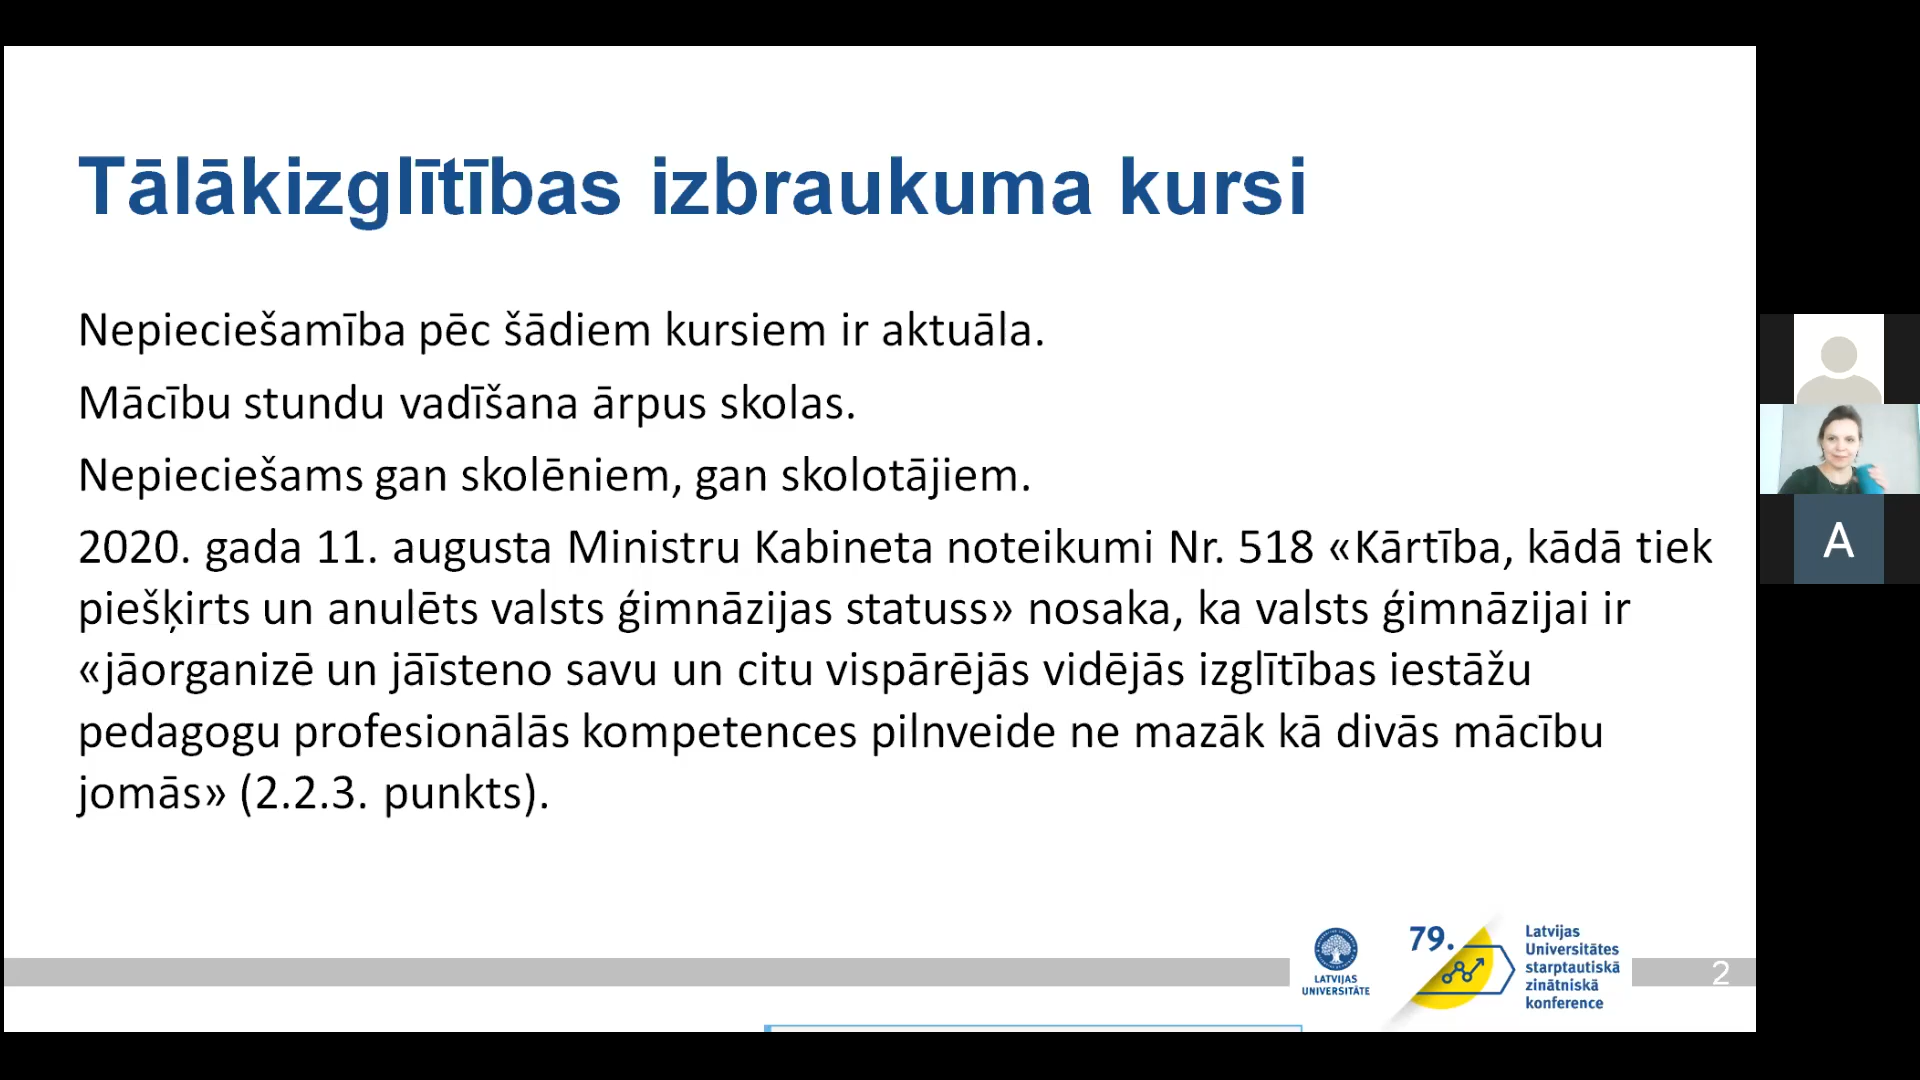 Tālākizglītības izbraukuma kursi
Nepieciešamība pēc šādiem kursiem ir aktuāla.
Mācību stundu vadīšana ārpus skolas.
Nepieciešams gan skolēniem, gan skolotājiem.
2020. gada 11. augusta Ministru Kabineta noteikumi Nr. 518 «Kārtība, kādā tiek
piešķirts un anulēts valsts ģimnāzijas statuss» nosaka, ka valsts ģimnāzijai ir
«jāorganizē un jāīsteno savu un citu vispārējās vidējās izglītības iestāžu
pedagogu profesionālās kompetences pilnveide ne mazāk kā divās mācību
jomās» (2.2.3. punkts).
LATVIJAS
UNIVERSITĀTE
79.
Latvijas
Universitātes
starptautiskā
zinātniskā
konference
2
A